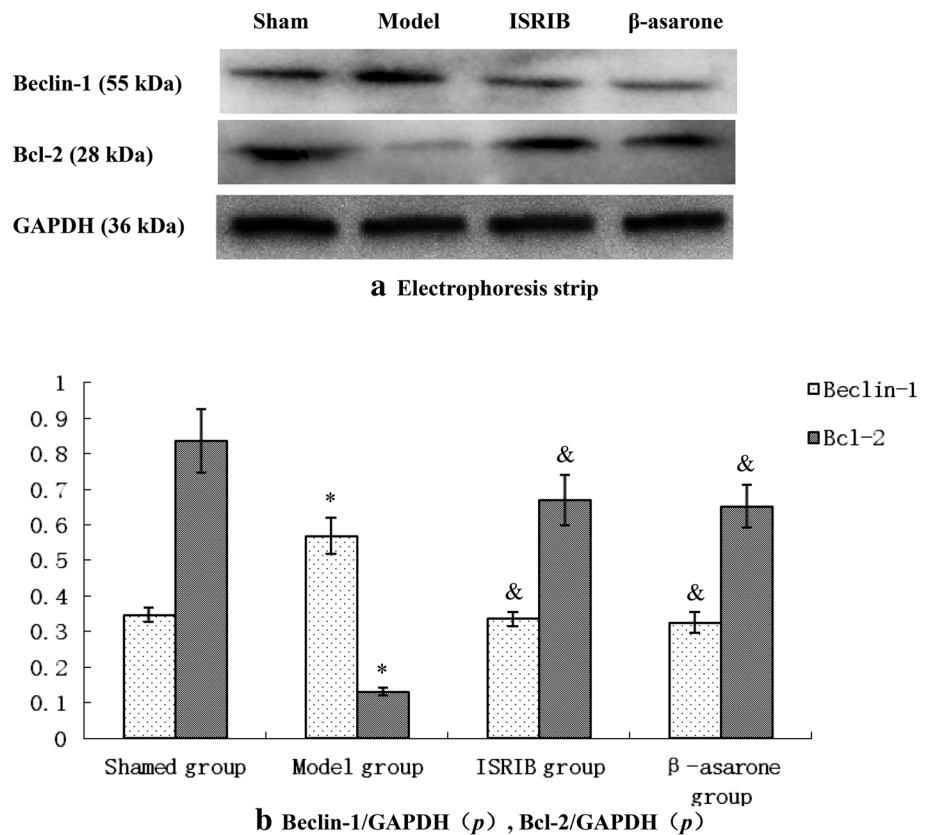 Sham Model ISRIB β-asarone
Beclin-1 (55 kDa)
Bcl-2 (28 kDa)
GAPDH (36 kDa)
a Electrophoresis strip
1
0.9
0.8
0.7
0.6
0.5
0.4
0.3
0.2
0.1
0
Beclin-1
Bcl-2
* *
& &
& &
Shamed group Model group ISRIB group β-asarone group
b Beclin-1/GAPDH（p）, Bcl-2/GAPDH（p）